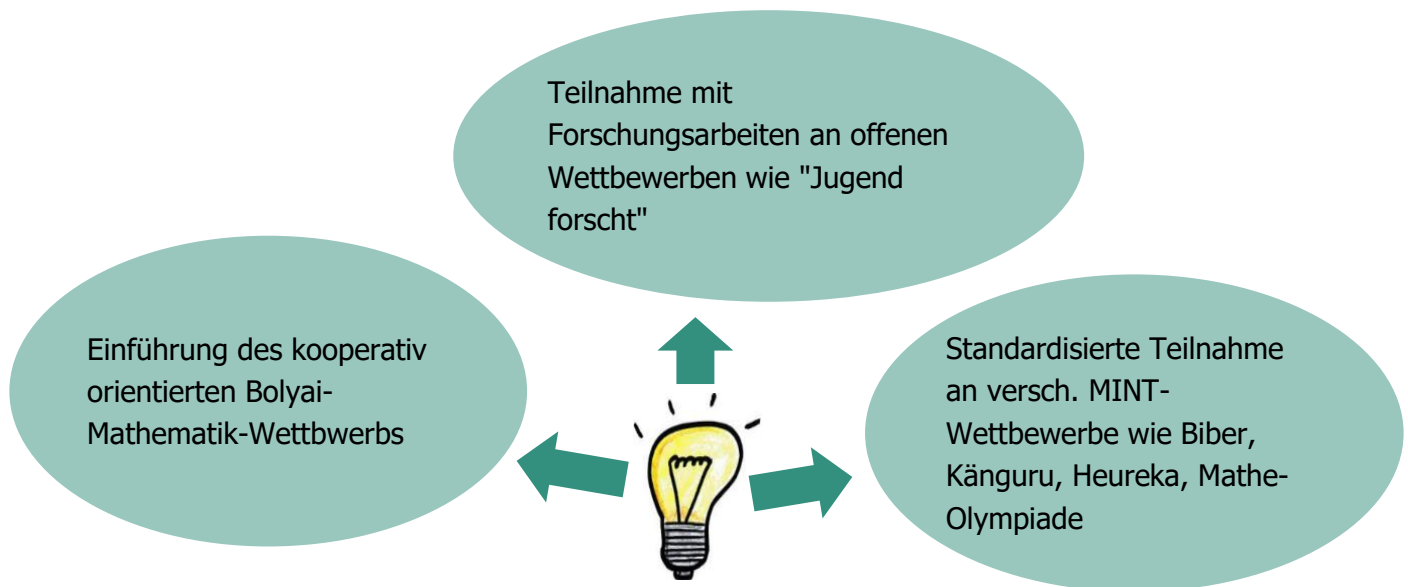 Teilnahme mit
Forschungsarbeiten an offenen
Wettbewerben wie "Jugend
forscht"
Einführung des kooperativ
orientierten Bolyai-
Mathematik-Wettbwerbs
Standardisierte Teilnahme
an versch. MINT-
Wettbewerbe wie Biber,
Känguru, Heureka, Mathe-
Olympiade